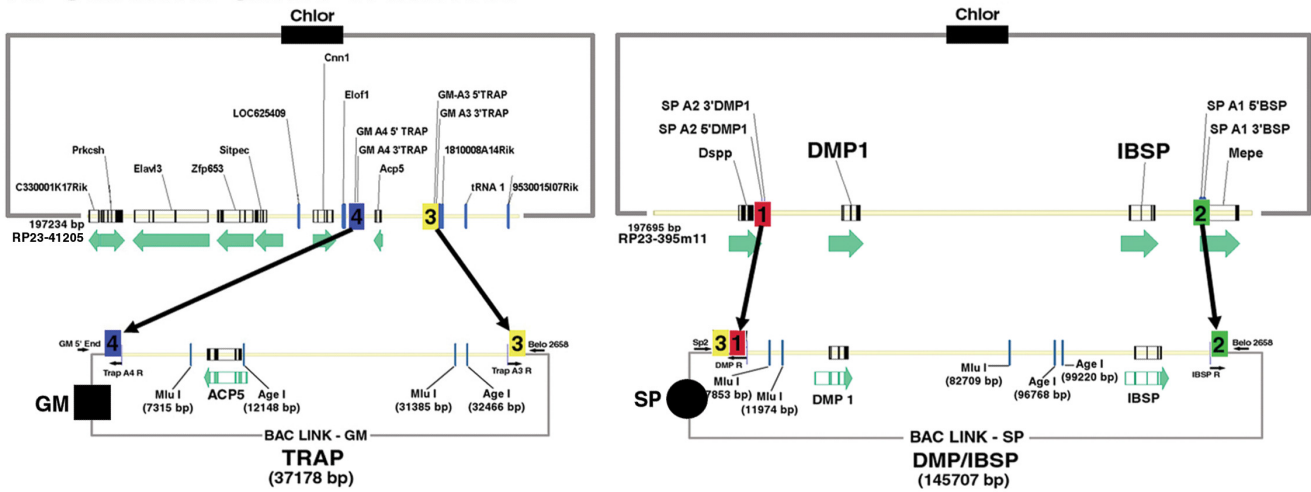 Chlor
Cnn1
Elof1
GM-A3 5'TRAP
GM A3 3'TRAP
LOC625409
GM A4 5' TRAP
GM A4 3'TRAP
1810008A14Rik
Prkcsh
Sitpec
Elavl3
Zfp653
Acp5
C330001K17Rik
tRNA 1
9530015I07Rik
4
3
197234 bp
RP23-41205
4
3
GM 5' End
Belo 2658
Trap A4 R
Trap A3 R
Mlu I
(7315 bp)
ACP5
Age I
(12148 bp)
Mlu I
(31385 bp)
Age I
(32466 bp)
GM
BAC LINK - GM
TRAP
(37178 bp)
Chlor
SP A2 3'DMP1
SP A2 5'DMP1
Dspp
DMP1
IBSP
SP A1 5'BSP
SP A1 3'BSP
Mepe
1
2
197695 bp
RP23-395m11
Sp2
3
1
2
Belo 2658
DMP R
IBSP R
Mlu I
7853 bp)
Mlu I
(11974 bp)
DMP 1
Mlu I
(82709 bp)
Age I
(96768 bp)
Age I
(99220 bp)
IBSP
SP
BAC LINK - SP
DMP/IBSP
(145707 bp)